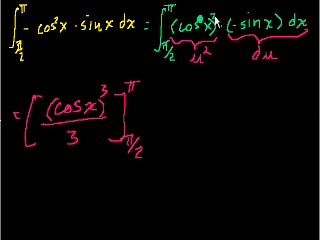 ∫_{π/2}^{π} - cos²x · sin x dx = ∫_{π/2}^{π} (cos x)² (-sin x) dx
u² du
= [ (cos x)³ / 3 ]_{π/2}^{π}